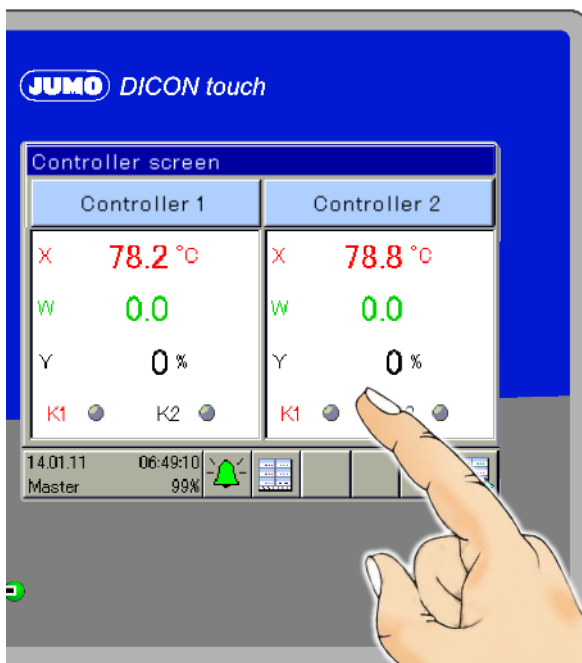 JUMO DICON touch
Controller screen
Controller 1
Controller 2
X 78.2 °C
X 78.8 °C
W 0.0
W 0.0
Y 0 %
Y 0 %
K1 K2
K1
14.01.11 06:49:10
Master 99%